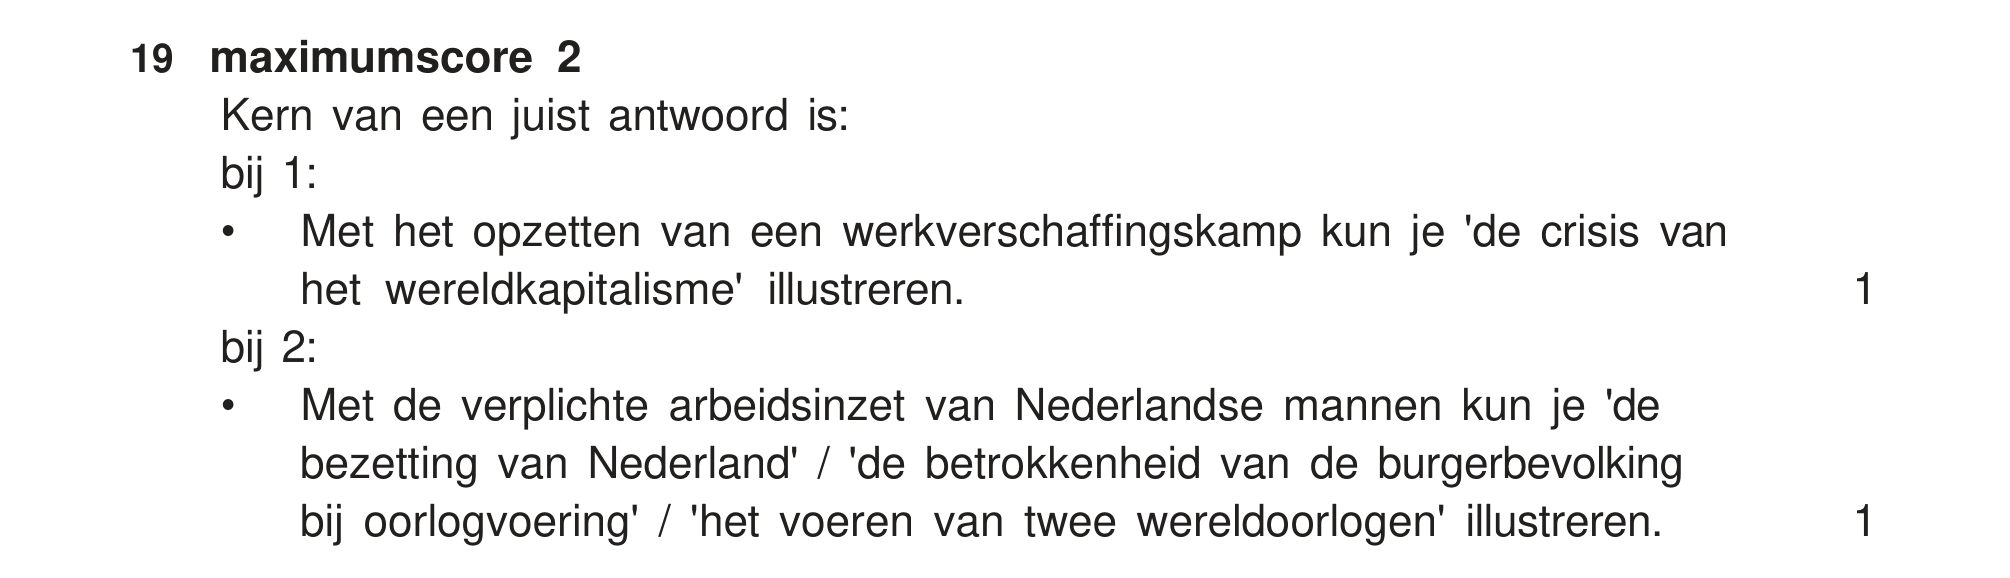 19 maximumscore 2
Kern van een juist antwoord is:
bij 1:
• Met het opzetten van een werkverschaffingskamp kun je 'de crisis van
het wereldkapitalisme' illustreren. 1
bij 2:
• Met de verplichte arbeidsinzet van Nederlandse mannen kun je 'de
bezetting van Nederland' / 'de betrokkenheid van de burgerbevolking
bij oorlogvoering' / 'het voeren van twee wereldoorlogen' illustreren. 1